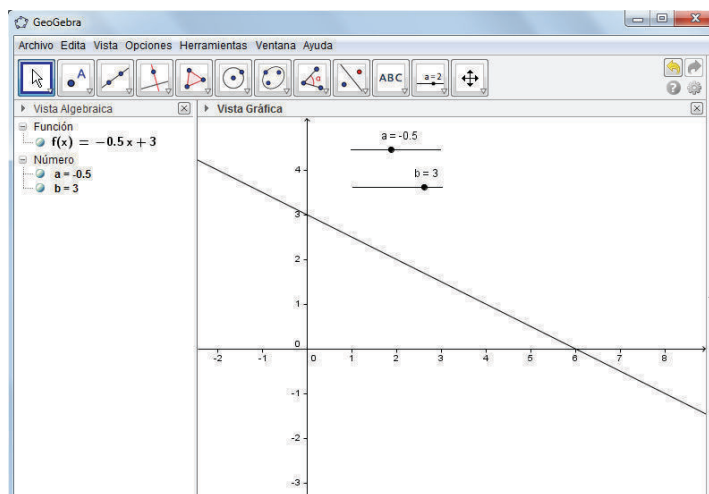 GeoGebra
Archivo Edita Vista Opciones Herramientas Ventana Ayuda
A
α
ABC
a=2
Vista Algebraica
Vista Gráfica
Función
f(x) = −0.5 x + 3
Número
a = -0.5
b = 3
a = -0.5
b = 3
4
3
2
1
0
-2 -1 0 1 2 3 4 5 6 7 8
-1
-2
-3